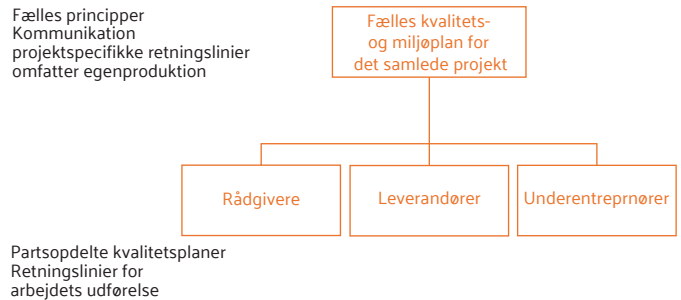 Fælles principper
Kommunikation
projektspecifikke retningslinier
omfatter egenproduktion
Fælles kvalitets-
og miljøplan for
det samlede projekt
Rådgivere
Leverandører
Underentreprnører
Partsopdelte kvalitetsplaner
Retningslinier for
arbejdets udførelse